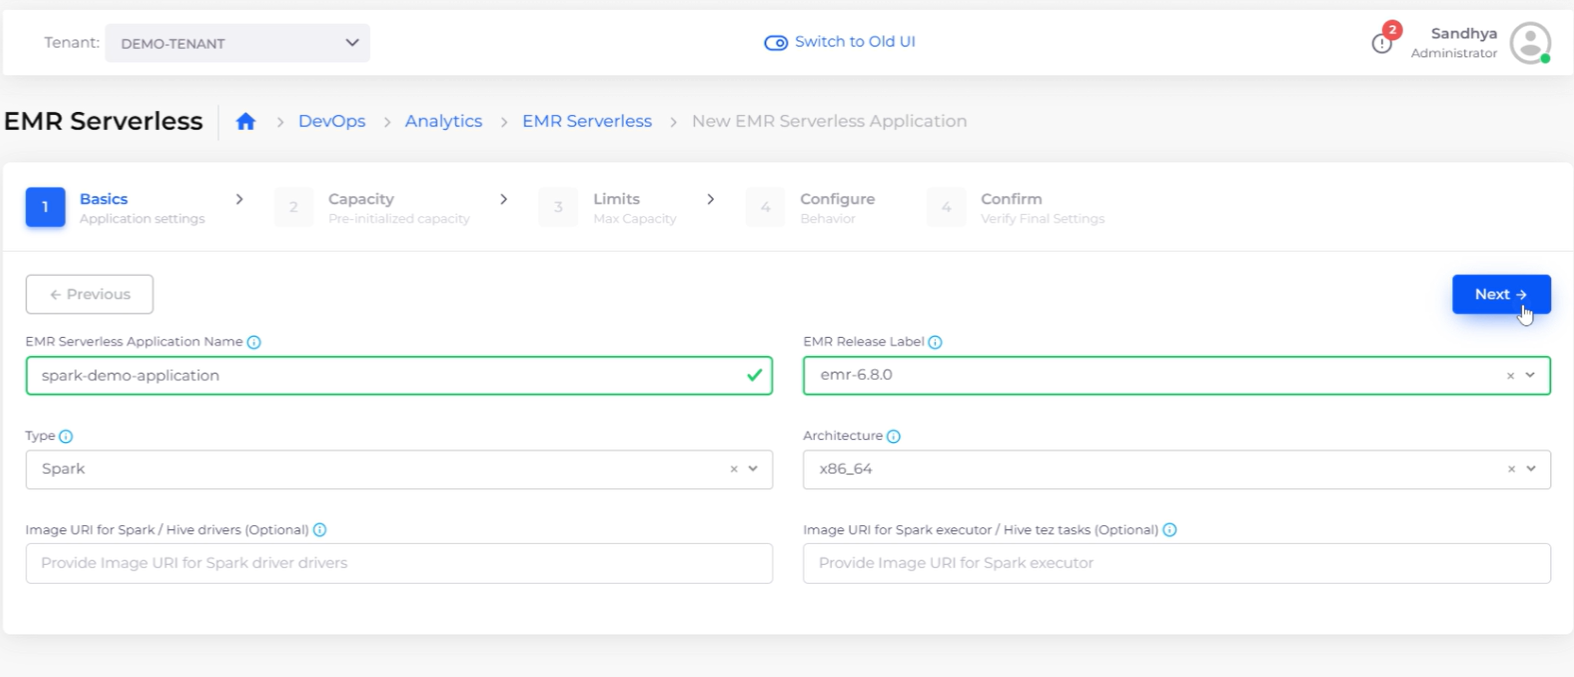 Tenant: DEMO-TENANT Switch to Old UI 2 Sandhya
Administrator
EMR Serverless > DevOps > Analytics > EMR Serverless > New EMR Serverless Application
1 Basics > 2 Capacity > 3 Limits > 4 Configure 4 Confirm
Application settings Pre-initialized capacity Max Capacity Behavior Verify Final Settings
← Previous Next →
EMR Serverless Application Name EMR Release Label
spark-demo-application emr-6.8.0
Type Architecture
Spark x86_64
Image URI for Spark / Hive drivers (Optional) Image URI for Spark executor / Hive tez tasks (Optional)
Provide Image URI for Spark driver drivers Provide Image URI for Spark executor